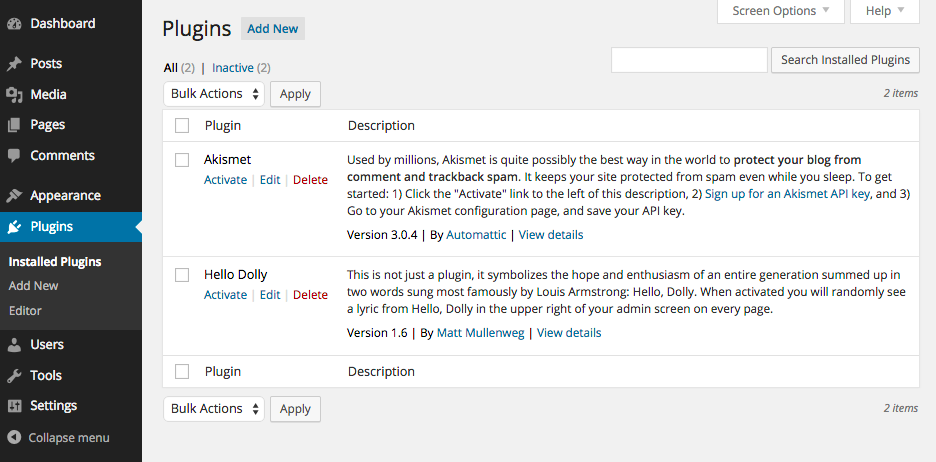 Dashboard
Posts
Media
Pages
Comments
Appearance
Plugins
Installed Plugins
Add New
Editor
Users
Tools
Settings
Collapse menu
Screen Options
Help
Plugins Add New
All (2) | Inactive (2)
Search Installed Plugins
Bulk Actions Apply
2 items
Plugin Description
Akismet
Activate | Edit | Delete
Used by millions, Akismet is quite possibly the best way in the world to protect your blog from
comment and trackback spam. It keeps your site protected from spam even while you sleep. To get
started: 1) Click the "Activate" link to the left of this description, 2) Sign up for an Akismet API key, and 3)
Go to your Akismet configuration page, and save your API key.
Version 3.0.4 | By Automattic | View details
Hello Dolly
Activate | Edit | Delete
This is not just a plugin, it symbolizes the hope and enthusiasm of an entire generation summed up in
two words sung most famously by Louis Armstrong: Hello, Dolly. When activated you will randomly see
a lyric from Hello, Dolly in the upper right of your admin screen on every page.
Version 1.6 | By Matt Mullenweg | View details
Plugin Description
Bulk Actions Apply
2 items